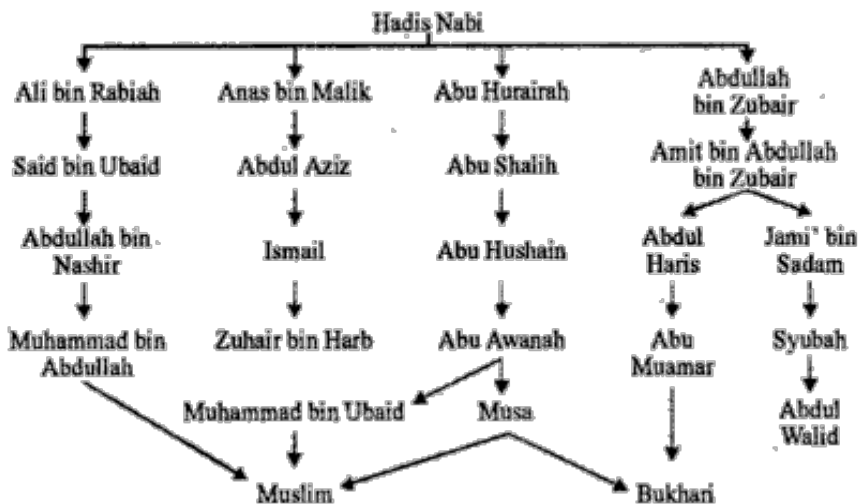 Hadis Nabi
Ali bin Rabiah
Anas bin Malik
Abu Hurairah
Abdullah
bin Zubair
Said bin Ubaid
Abdul Aziz
Abu Shalih
Amit bin Abdullah
bin Zubair
Abdullah bin
Nashir
Ismail
Abu Hushain
Abdul
Haris
Jami' bin
Sadam
Muhammad bin
Abdullah
Zuhair bin Harb
Abu Awanah
Abu
Muamar
Syubah
Muhammad bin Ubaid
Musa
Abdul
Walid
Muslim
Bukhari